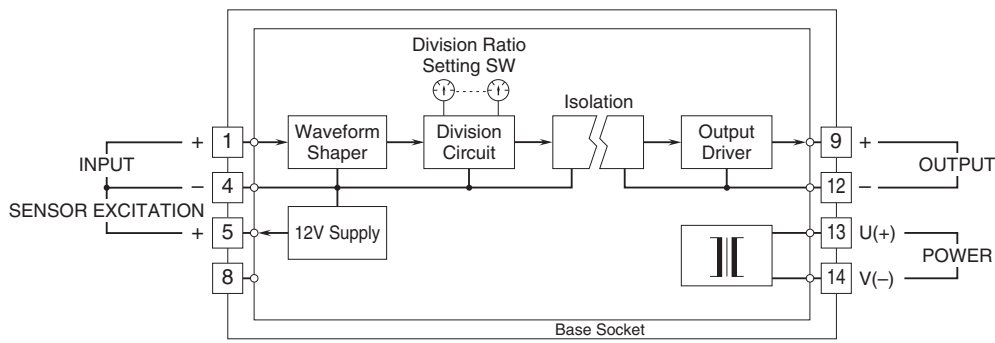 Division Ratio
Setting SW
Isolation
Waveform
Shaper
Division
Circuit
Output
Driver
+ 1
9 +
INPUT
OUTPUT
− 4
12 −
SENSOR EXCITATION
+ 5
12V Supply
13 U(+)
POWER
8
14 V(–)
Base Socket